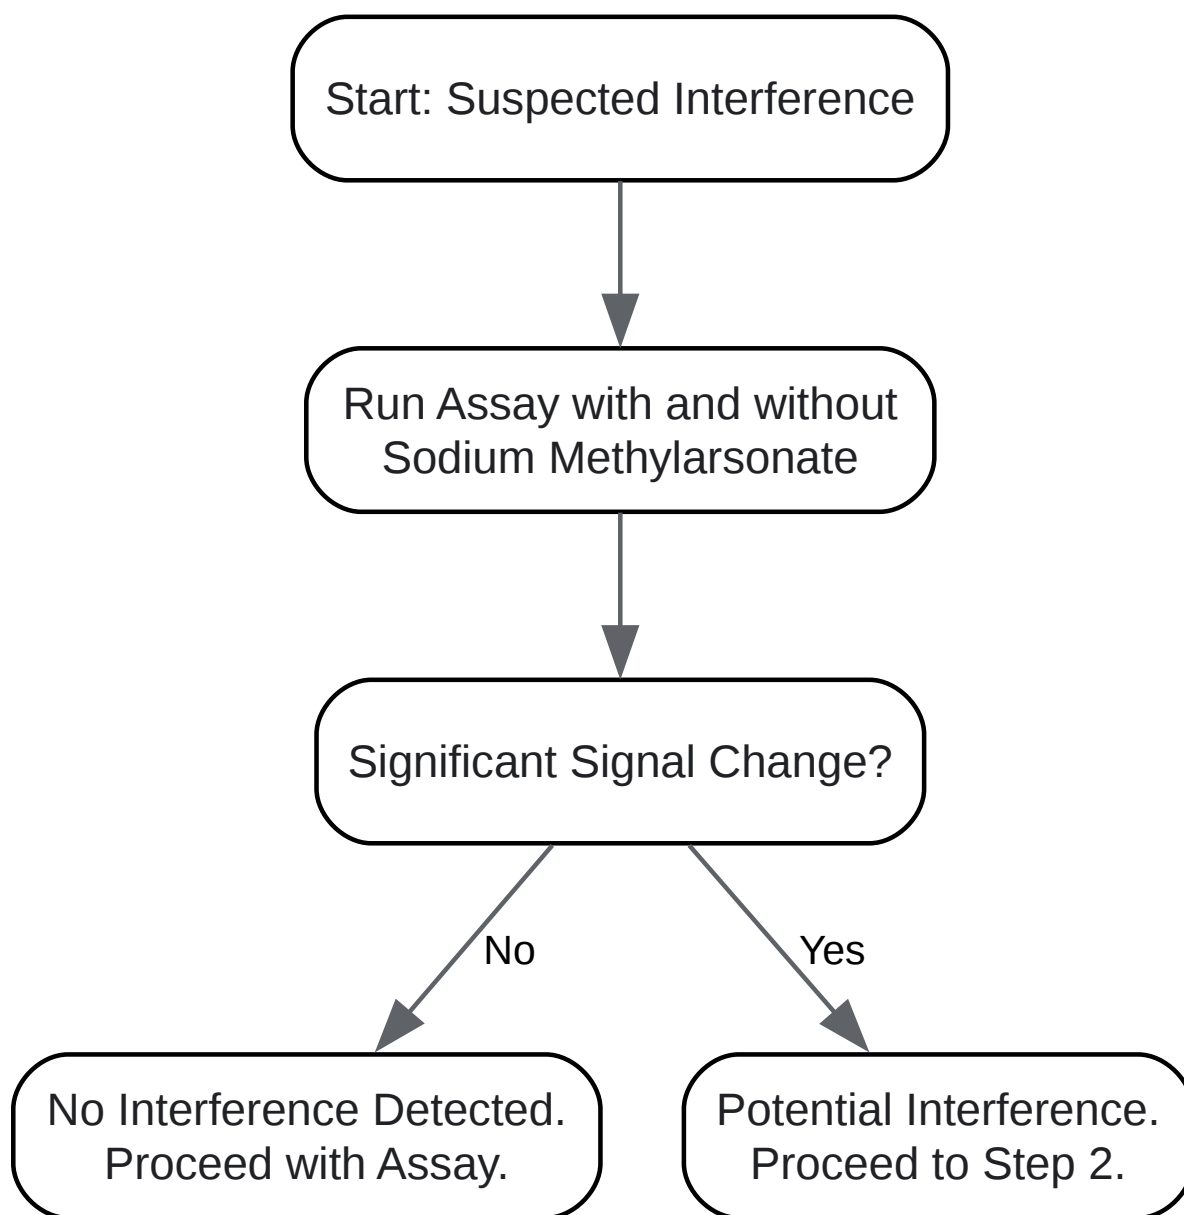 Start: Suspected Interference
Run Assay with and without
Sodium Methylarsonate
Significant Signal Change?
No
Yes
No Interference Detected.
Proceed with Assay.
Potential Interference.
Proceed to Step 2.